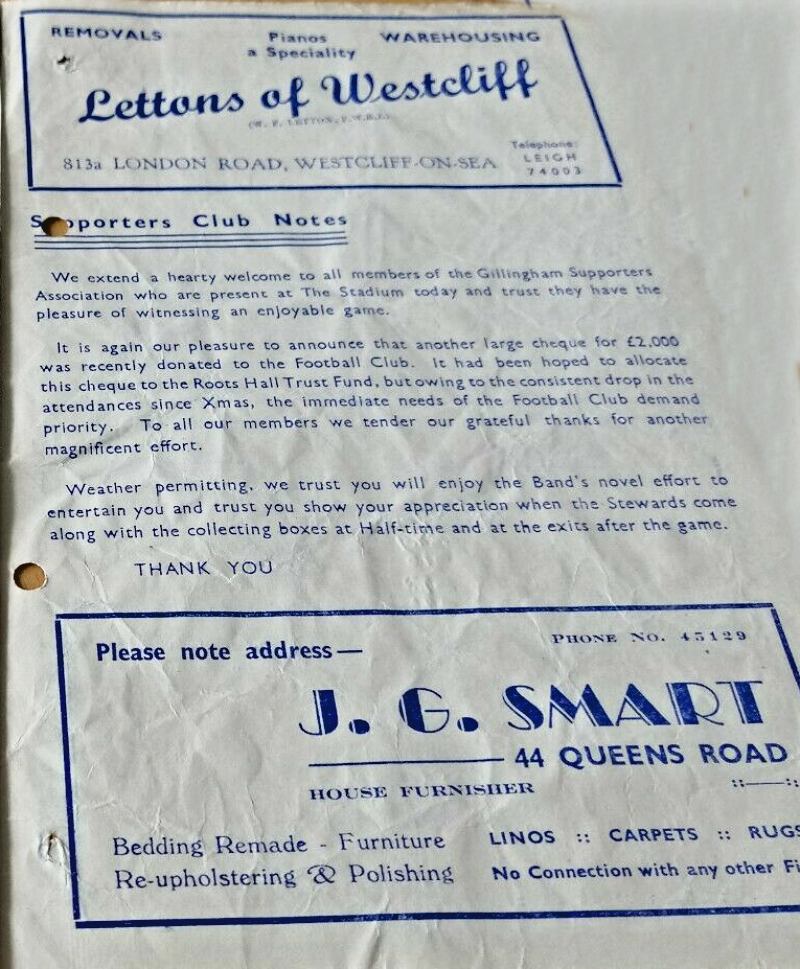 REMOVALS Pianos a Speciality WAREHOUSING
Lettons of Westcliff
813a LONDON ROAD, WESTCLIFF-ON-SEA
Telephone: LEIGH 74003
Supporters Club Notes
We extend a hearty welcome to all members of the Gillingham Supporters
Association who are present at The Stadium today and trust they have the
pleasure of witnessing an enjoyable game.
It is again our pleasure to announce that another large cheque for £2,000
was recently donated to the Football Club. It had been hoped to allocate
this cheque to the Roots Hall Trust Fund, but owing to the consistent drop in the
attendances since Xmas, the immediate needs of the Football Club demand
priority. To all our members we tender our grateful thanks for another
magnificent effort.
Weather permitting, we trust you will enjoy the Band's novel effort to
entertain you and trust you show your appreciation when the Stewards come
along with the collecting boxes at Half-time and at the exits after the game.
THANK YOU
Please note address—
PHONE NO. 45129
J. G. SMART
44 QUEENS ROAD
HOUSE FURNISHER
Bedding Remade - Furniture
Re-upholstering & Polishing
LINOS :: CARPETS :: RUGS
No Connection with any other Fi